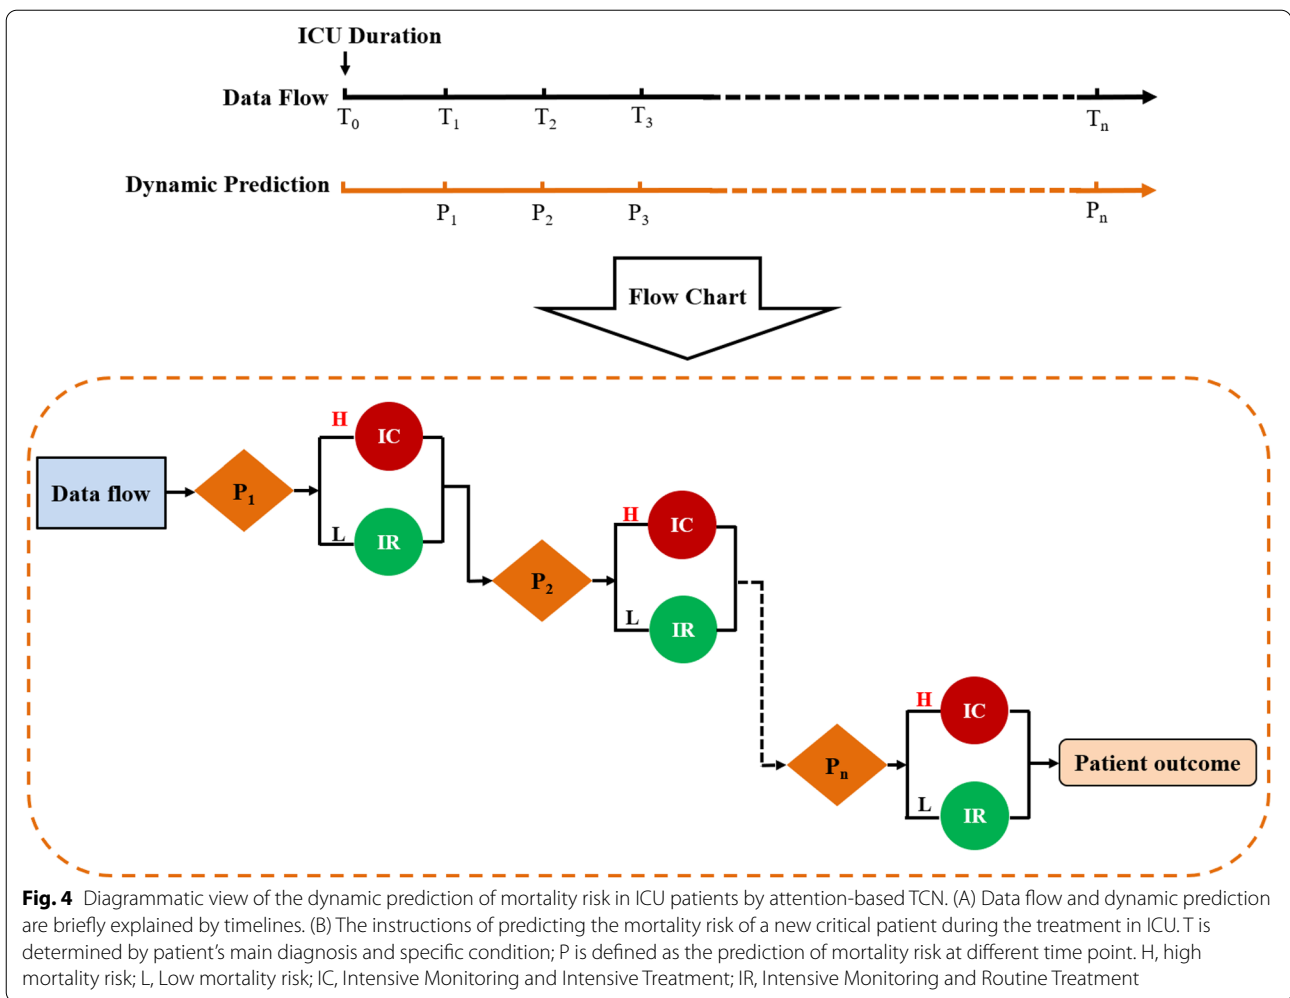 ICU Duration
Data Flow
T0 T1 T2 T3 Tn
Dynamic Prediction
P1 P2 P3 Pn
Flow Chart
Data flow
P1
H
IC
L
IR
P2
H
IC
L
IR
Pn
H
IC
L
IR
Patient outcome
Fig. 4 Diagrammatic view of the dynamic prediction of mortality risk in ICU patients by attention-based TCN. (A) Data flow and dynamic prediction
are briefly explained by timelines. (B) The instructions of predicting the mortality risk of a new critical patient during the treatment in ICU. T is
determined by patient's main diagnosis and specific condition; P is defined as the prediction of mortality risk at different time point. H, high
mortality risk; L, Low mortality risk; IC, Intensive Monitoring and Intensive Treatment; IR, Intensive Monitoring and Routine Treatment